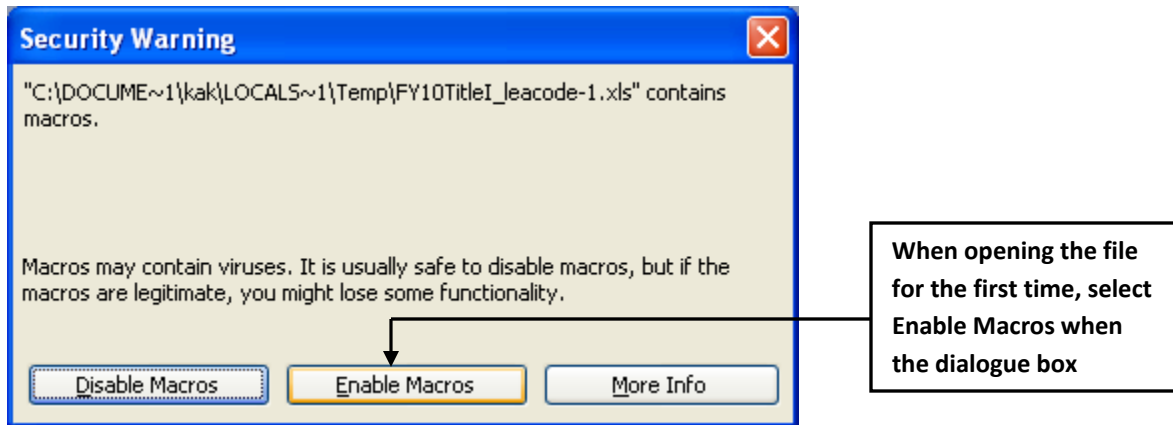 Security Warning
"C:\DOCUME~1\kak\LOCALS~1\Temp\FY10TitleI_leacode-1.xls" contains
macros.
Macros may contain viruses. It is usually safe to disable macros, but if the
macros are legitimate, you might lose some functionality.
Disable Macros
Enable Macros
More Info
When opening the file
for the first time, select
Enable Macros when
the dialogue box